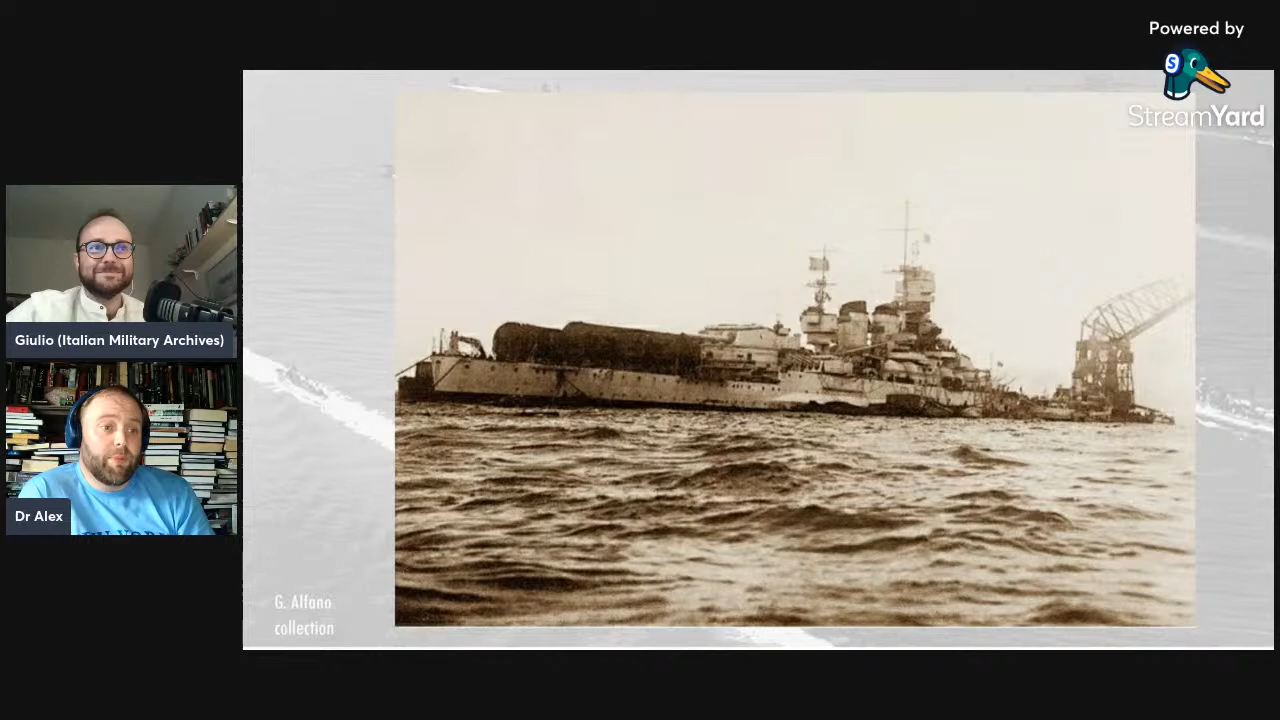 Powered by
S
StreamYard
Giulio (Italian Military Archives)
Dr Alex
G. Alfano
collection